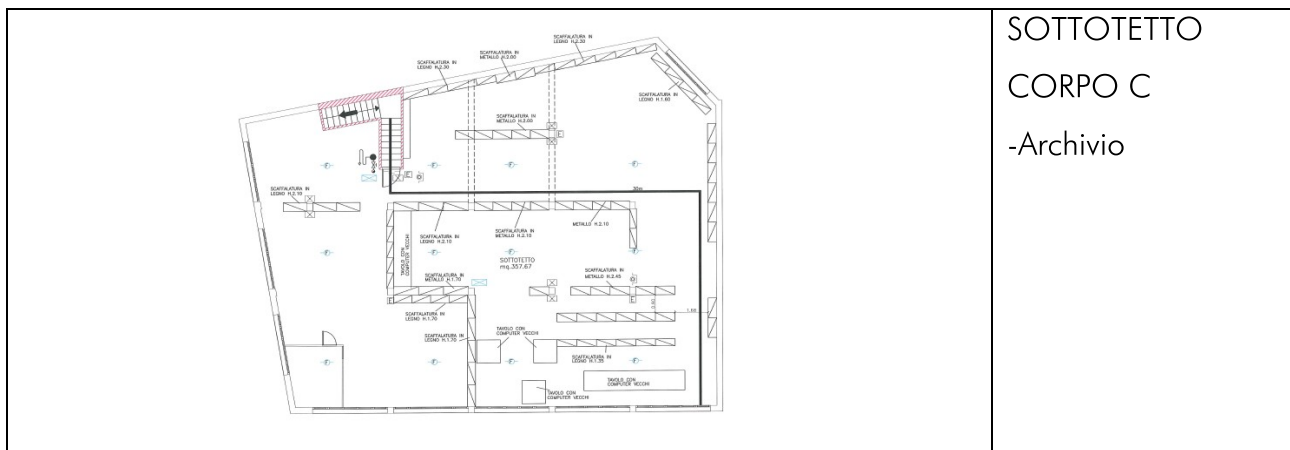 SCAFFALATURA IN
LEGNO H.2.30
SCAFFALATURA IN
METALLO H.2.00
SCAFFALATURA IN
LEGNO H.2.30
SCAFFALATURA IN
LEGNO H.1.60
SCAFFALATURA IN
METALLO H.2.00
E
E
SCAFFALATURA IN
LEGNO H.2.10
30m
SCAFFALATURA IN
LEGNO H.2.10
SCAFFALATURA IN
METALLO H.2.10
METALLO H.2.10
TAVOLO CON
COMPUTER VECCHI
SOTTOTETTO
mq.357.67
SCAFFALATURA IN
METALLO H.1.70
SCAFFALATURA IN
METALLO H.2.45
E
E
SCAFFALATURA IN
LEGNO H.1.70
SCAFFALATURA IN
LEGNO H.1.70
TAVOLO CON
COMPUTER VECCHI
SCAFFALATURA IN
LEGNO H.1.35
TAVOLO CON
COMPUTER VECCHI
TAVOLO CON
COMPUTER VECCHI
SOTTOTETTO
CORPO C
-Archivio